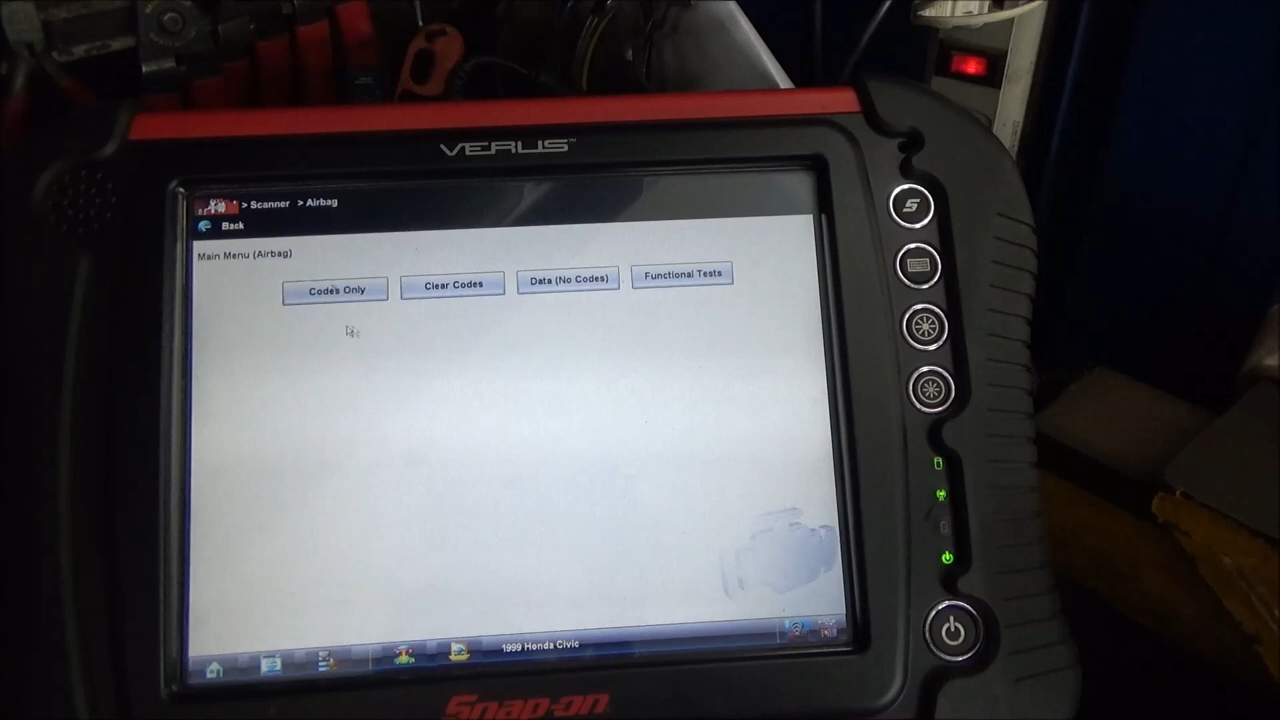 VERUS™
> Scanner > Airbag
Back
Main Menu (Airbag)
Codes Only
Clear Codes
Data (No Codes)
Functional Tests
1999 Honda Civic
Snap-on
S